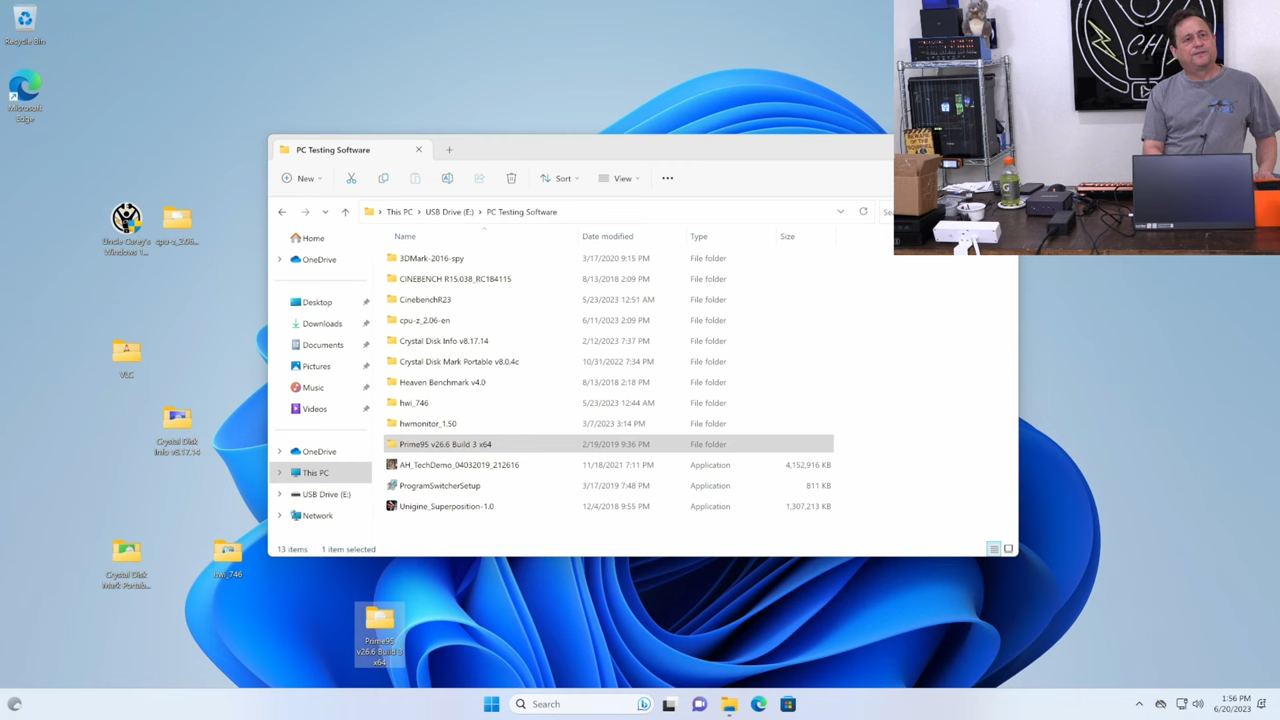 Recycle Bin
Microsoft
Edge
Uncle Carey's
Windows 1...
cpu-z_2.06...
VLC
Crystal Disk
Info v8.17.14
Crystal Disk
Mark Portab...
hwi_746
Prime95
v26.6 Build 3
x64
PC Testing Software
New
Sort
View
This PC > USB Drive (E:) > PC Testing Software
Name Date modified Type Size
Home
OneDrive
Desktop
Downloads
Documents
Pictures
Music
Videos
OneDrive
This PC
USB Drive (E:)
Network
3DMark-2016-spy 3/17/2020 9:15 PM File folder
CINEBENCH R15.038_RC184115 8/13/2018 2:09 PM File folder
CinebenchR23 5/23/2023 12:51 AM File folder
cpu-z_2.06-en 6/11/2023 2:09 PM File folder
Crystal Disk Info v8.17.14 2/12/2023 7:37 PM File folder
Crystal Disk Mark Portable v8.0.4c 10/31/2022 7:34 PM File folder
Heaven Benchmark v4.0 8/13/2018 2:18 PM File folder
hwi_746 5/23/2023 12:44 AM File folder
hwmonitor_1.50 3/7/2023 3:14 PM File folder
Prime95 v26.6 Build 3 x64 2/19/2019 9:36 PM File folder
AH_TechDemo_04032019_212616 11/18/2021 7:11 PM Application 4,152,916 KB
ProgramSwitcherSetup 3/17/2019 7:48 PM Application 811 KB
Unigine_Superposition-1.0 12/4/2018 9:55 PM Application 1,307,213 KB
13 items 1 item selected
BEWARE
CH
G
Search
1:56 PM
6/20/2023